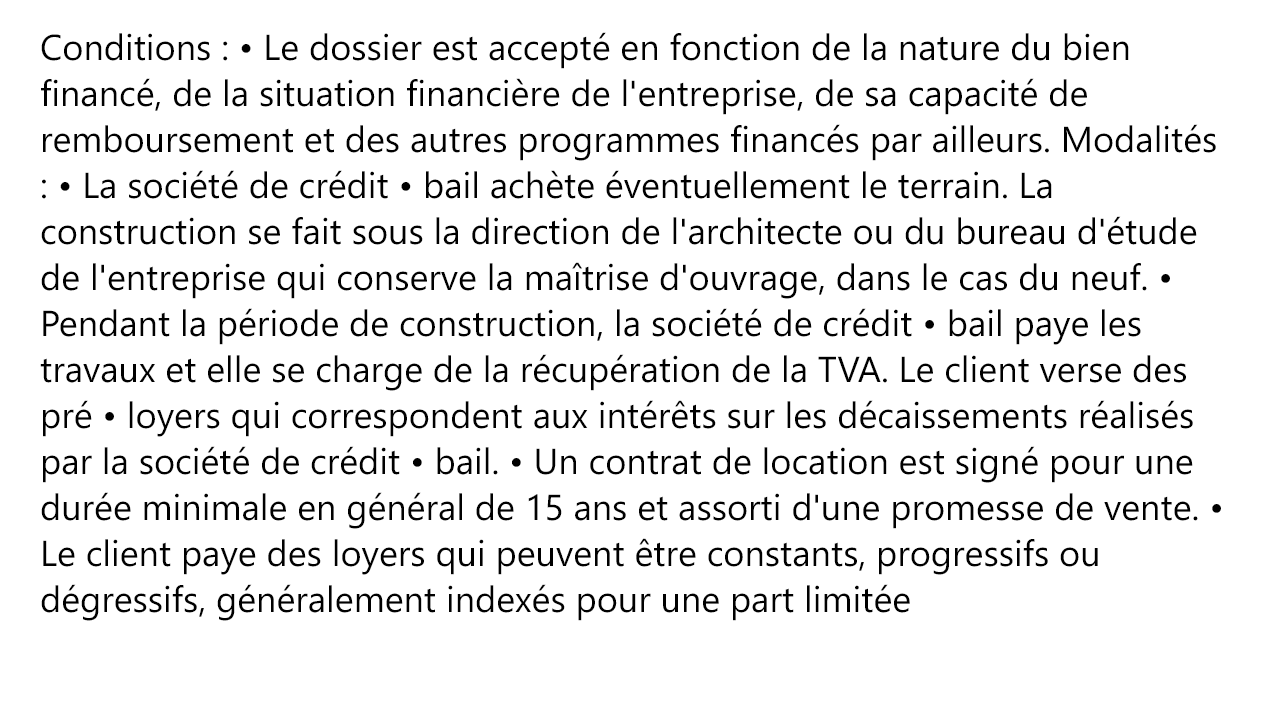 Conditions : • Le dossier est accepté en fonction de la nature du bien
financé, de la situation financière de l'entreprise, de sa capacité de
remboursement et des autres programmes financés par ailleurs. Modalités
: • La société de crédit • bail achète éventuellement le terrain. La
construction se fait sous la direction de l'architecte ou du bureau d'étude
de l'entreprise qui conserve la maîtrise d'ouvrage, dans le cas du neuf. •
Pendant la période de construction, la société de crédit • bail paye les
travaux et elle se charge de la récupération de la TVA. Le client verse des
pré • loyers qui correspondent aux intérêts sur les décaissements réalisés
par la société de crédit • bail. • Un contrat de location est signé pour une
durée minimale en général de 15 ans et assorti d'une promesse de vente. •
Le client paye des loyers qui peuvent être constants, progressifs ou
dégressifs, généralement indexés pour une part limitée